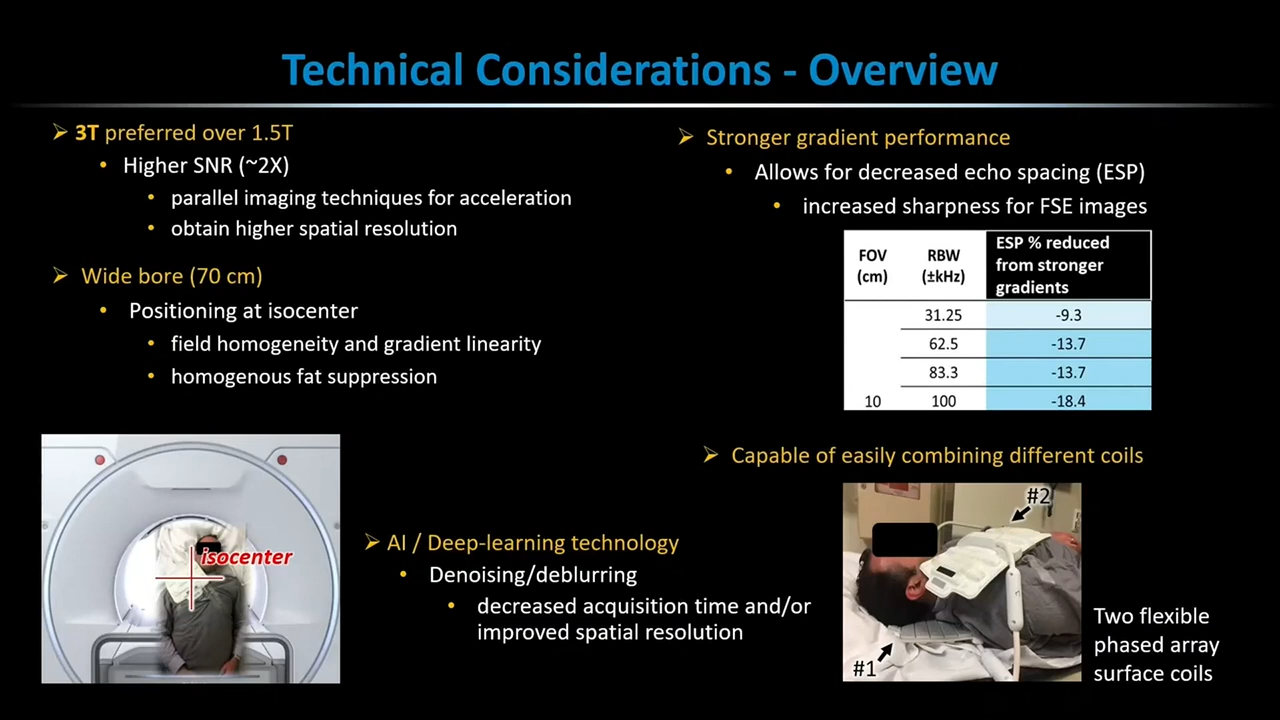 Technical Considerations - Overview
3T preferred over 1.5T
Higher SNR (~2X)
parallel imaging techniques for acceleration
obtain higher spatial resolution
Wide bore (70 cm)
Positioning at isocenter
field homogeneity and gradient linearity
homogenous fat suppression
isocenter
AI / Deep-learning technology
Denoising/deblurring
decreased acquisition time and/or
improved spatial resolution
Stronger gradient performance
Allows for decreased echo spacing (ESP)
increased sharpness for FSE images
FOV (cm) RBW (±kHz) ESP % reduced from stronger gradients
31.25 -9.3
62.5 -13.7
83.3 -13.7
10 100 -18.4
Capable of easily combining different coils
#2
#1
Two flexible
phased array
surface coils